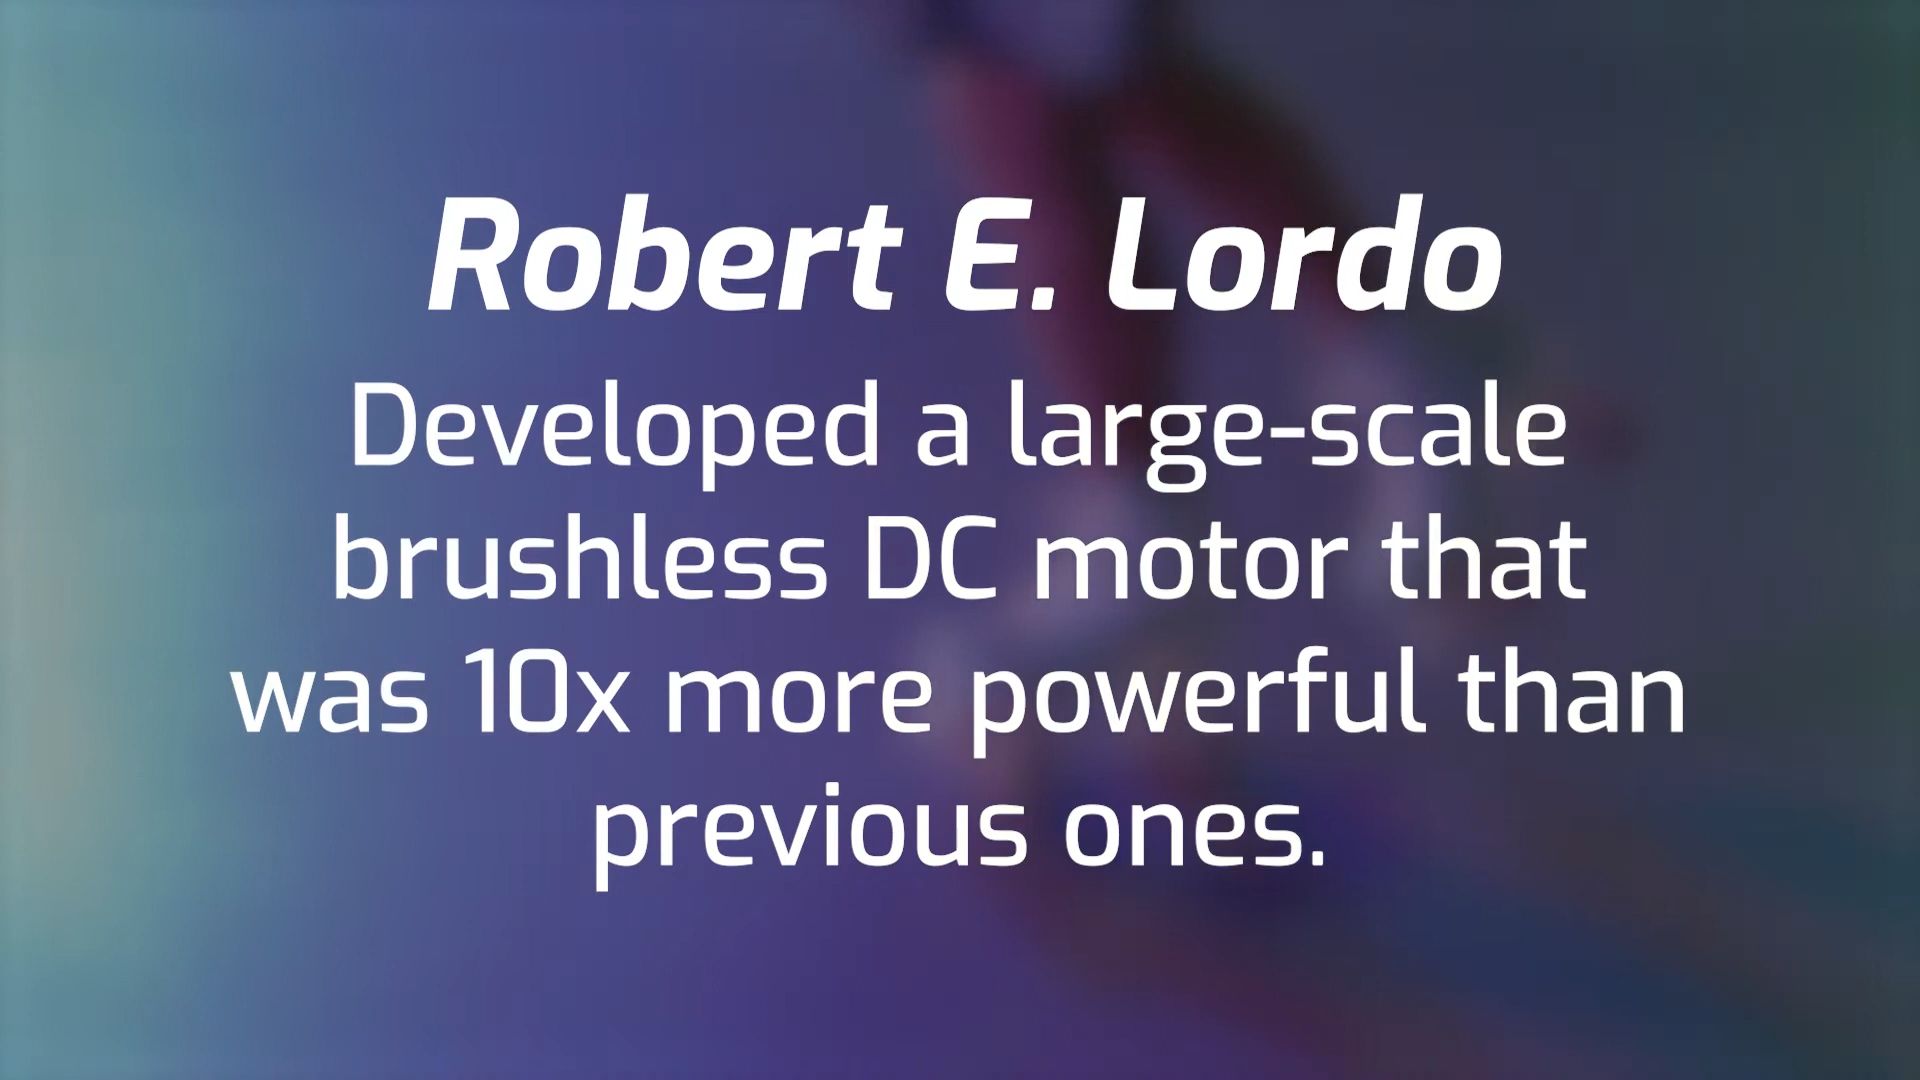 Robert E. Lordo
Developed a large-scale
brushless DC motor that
was 10x more powerful than
previous ones.